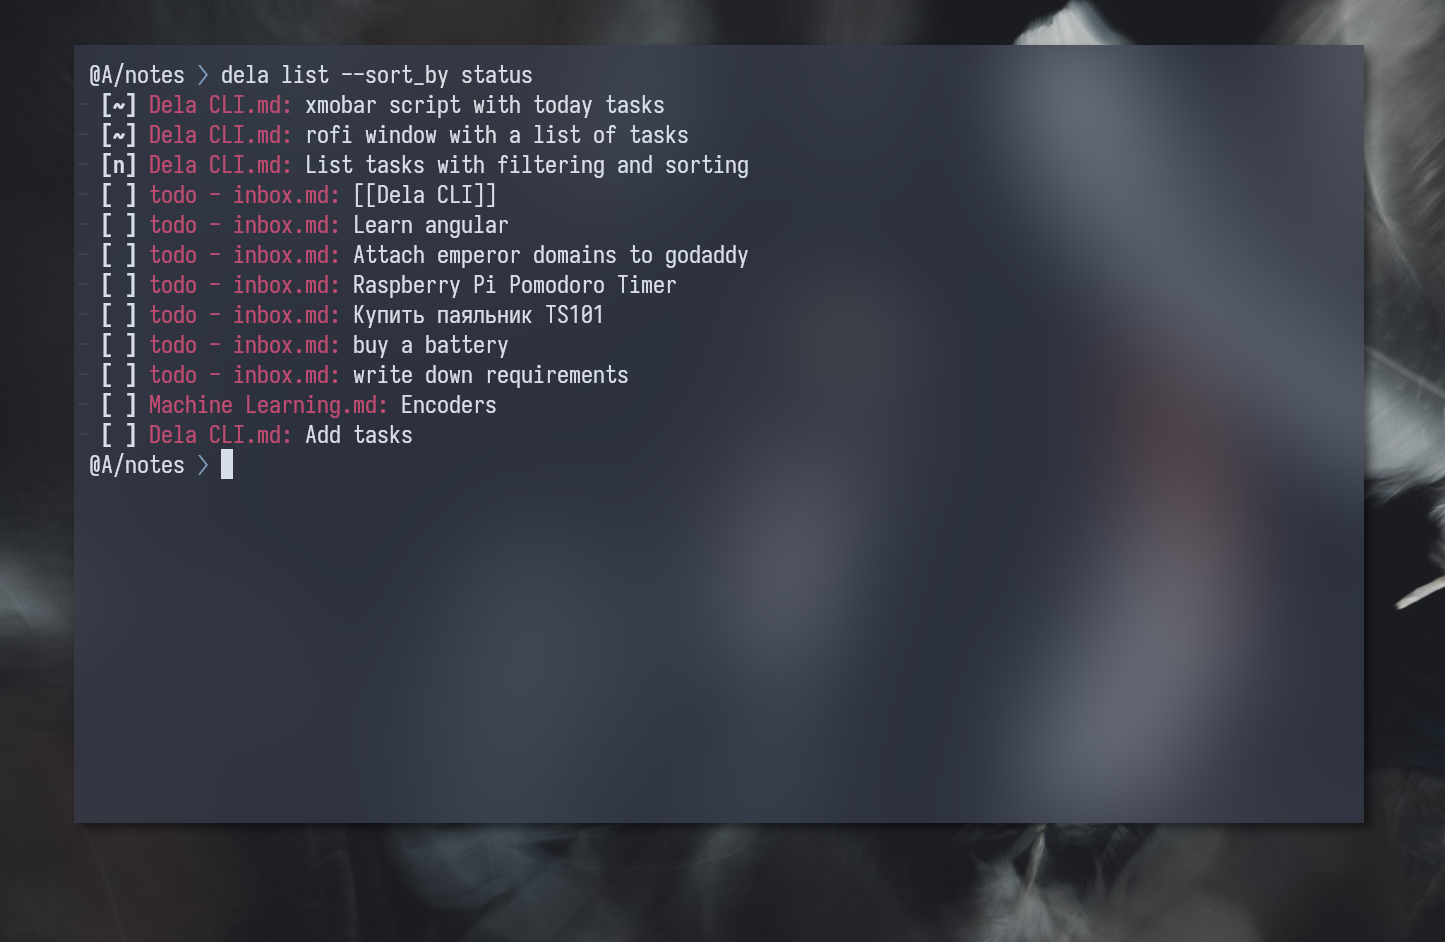 @A/notes 〉 dela list --sort_by status
- [~] Dela CLI.md: xmobar script with today tasks
- [~] Dela CLI.md: rofi window with a list of tasks
- [n] Dela CLI.md: List tasks with filtering and sorting
- [ ] todo - inbox.md: [[Dela CLI]]
- [ ] todo - inbox.md: Learn angular
- [ ] todo - inbox.md: Attach emperor domains to godaddy
- [ ] todo - inbox.md: Raspberry Pi Pomodoro Timer
- [ ] todo - inbox.md: Купить паяльник TS101
- [ ] todo - inbox.md: buy a battery
- [ ] todo - inbox.md: write down requirements
- [ ] Machine Learning.md: Encoders
- [ ] Dela CLI.md: Add tasks
@A/notes 〉